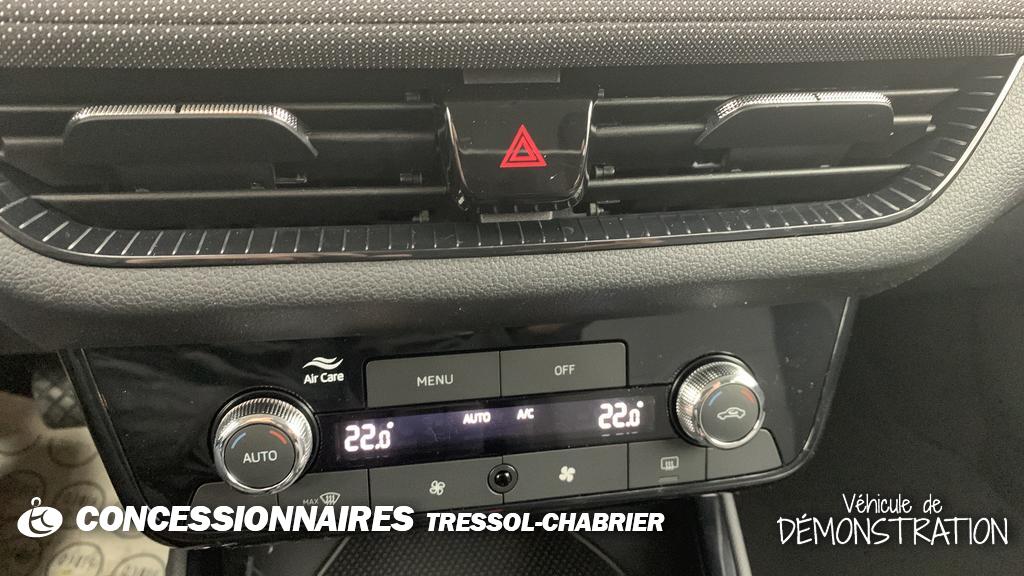 Air Care
MENU
OFF
22.0°
AUTO
A/C
22.0°
AUTO
MAX
CONCESSIONNAIRES TRESSOL-CHABRIER
Véhicule de
DÉMONSTRATION